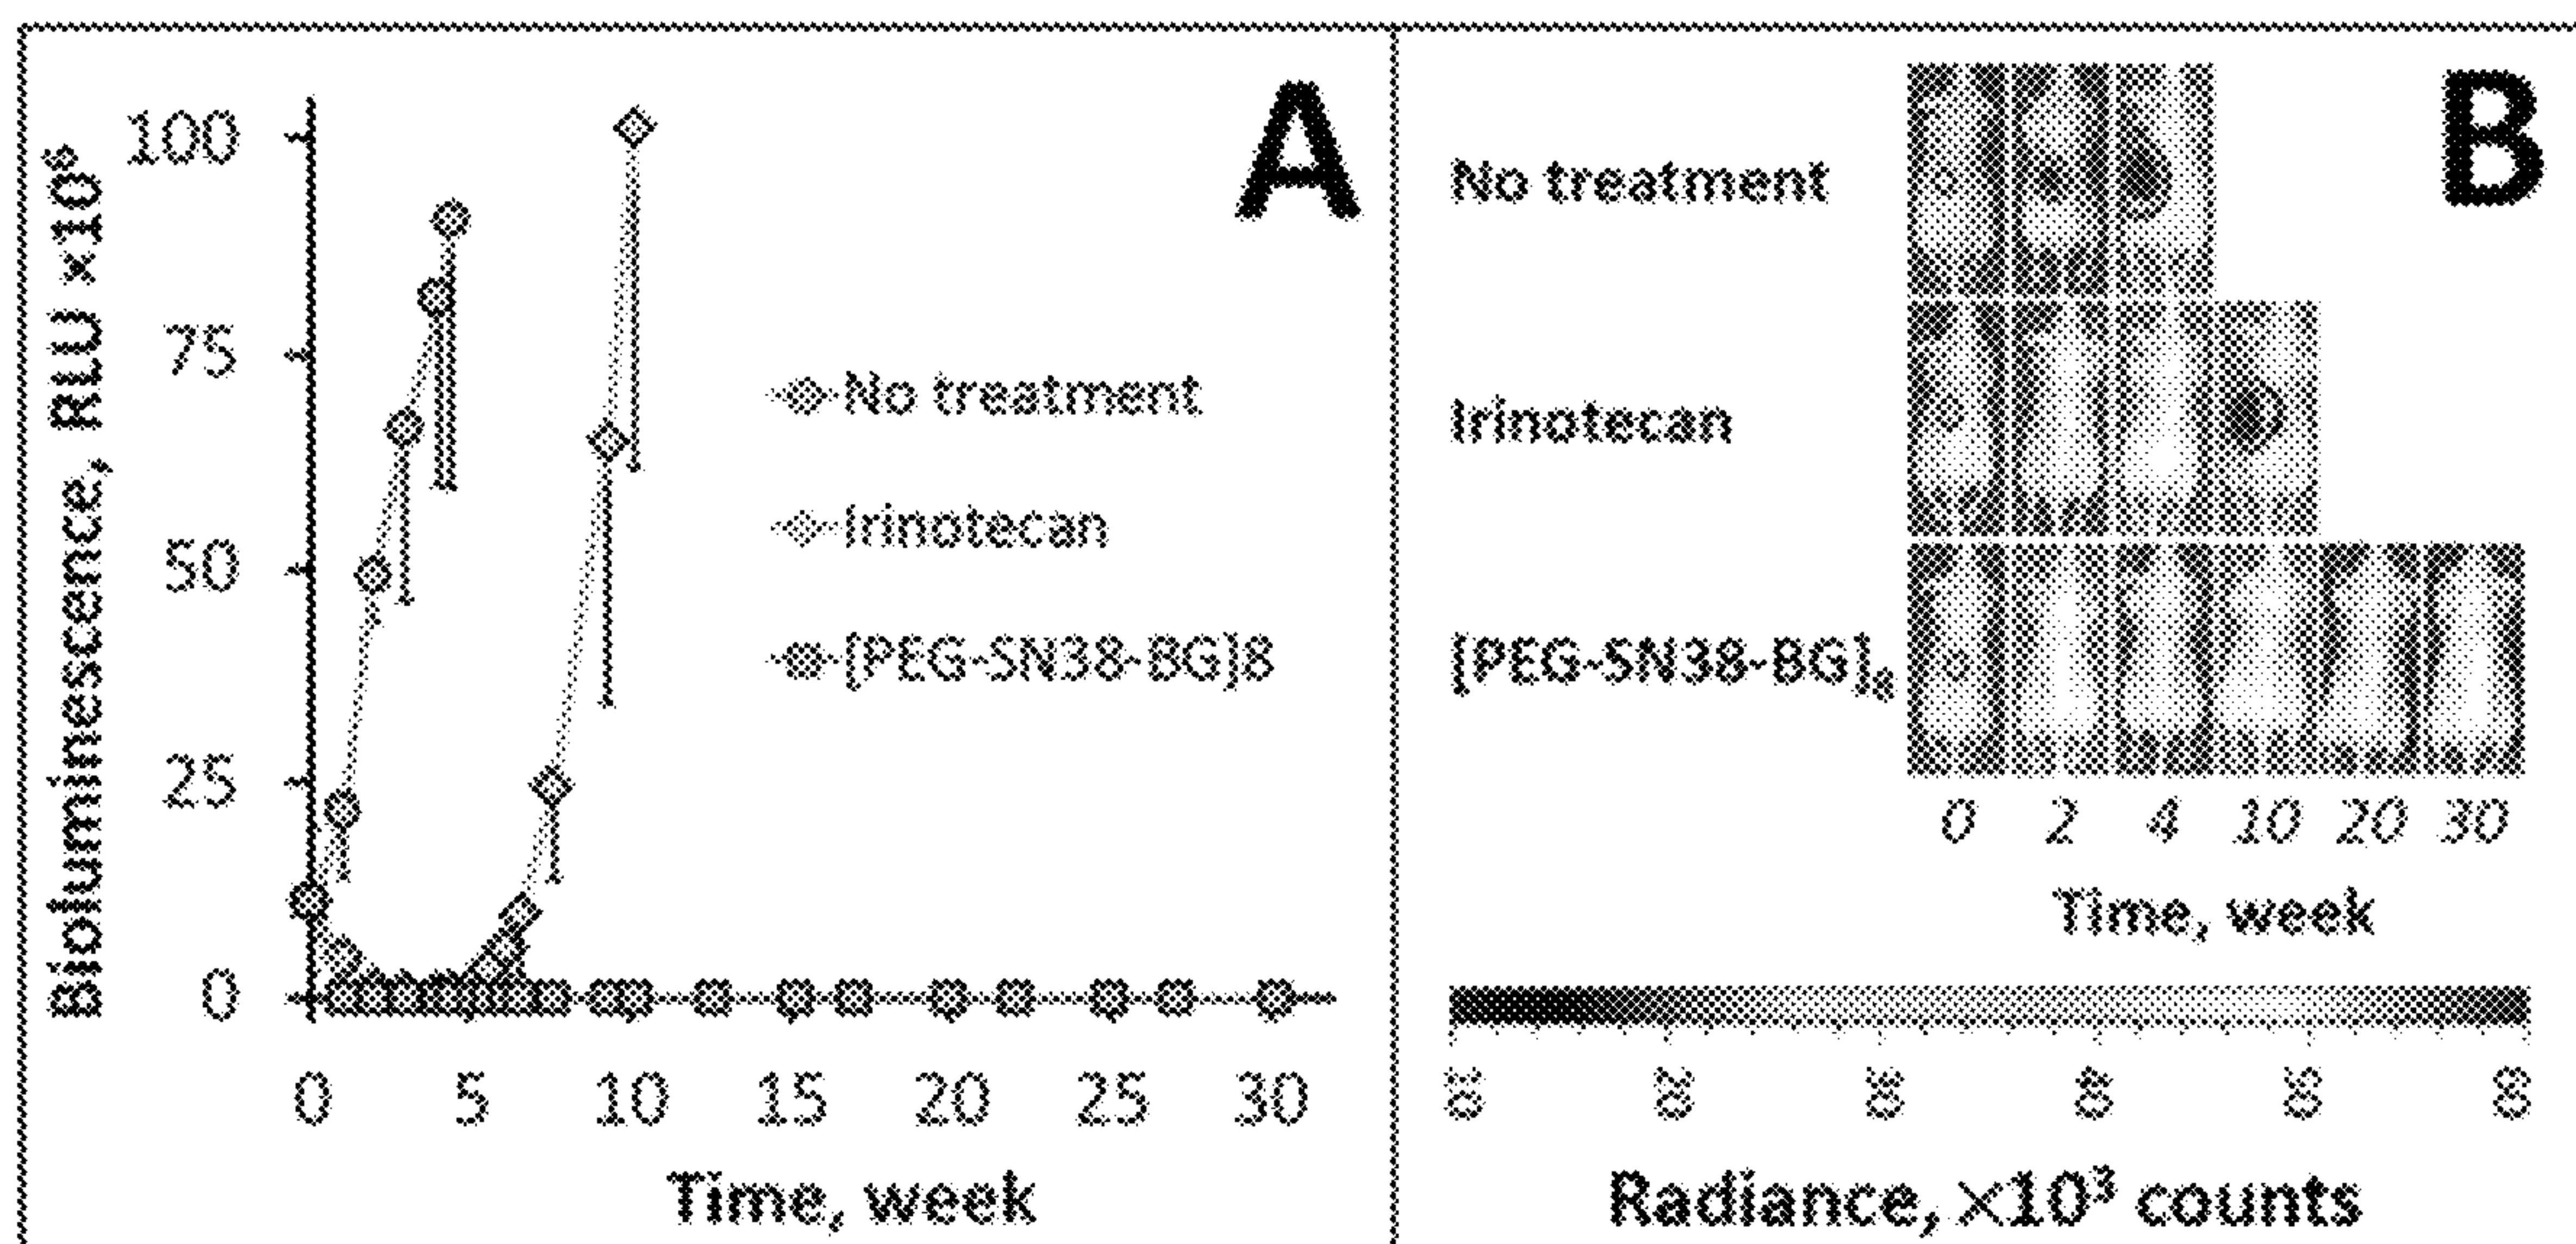 A
Bioluminescence, RLU ×10⁶
100
75
50
25
0
No treatment
Irinotecan
[PEG-SN38-BG]8
0 5 10 15 20 25 30
Time, week
B
No treatment
Irinotecan
[PEG-SN38-BG]₈
0 2 4 10 20 30
Time, week
Radiance, ×10³ counts